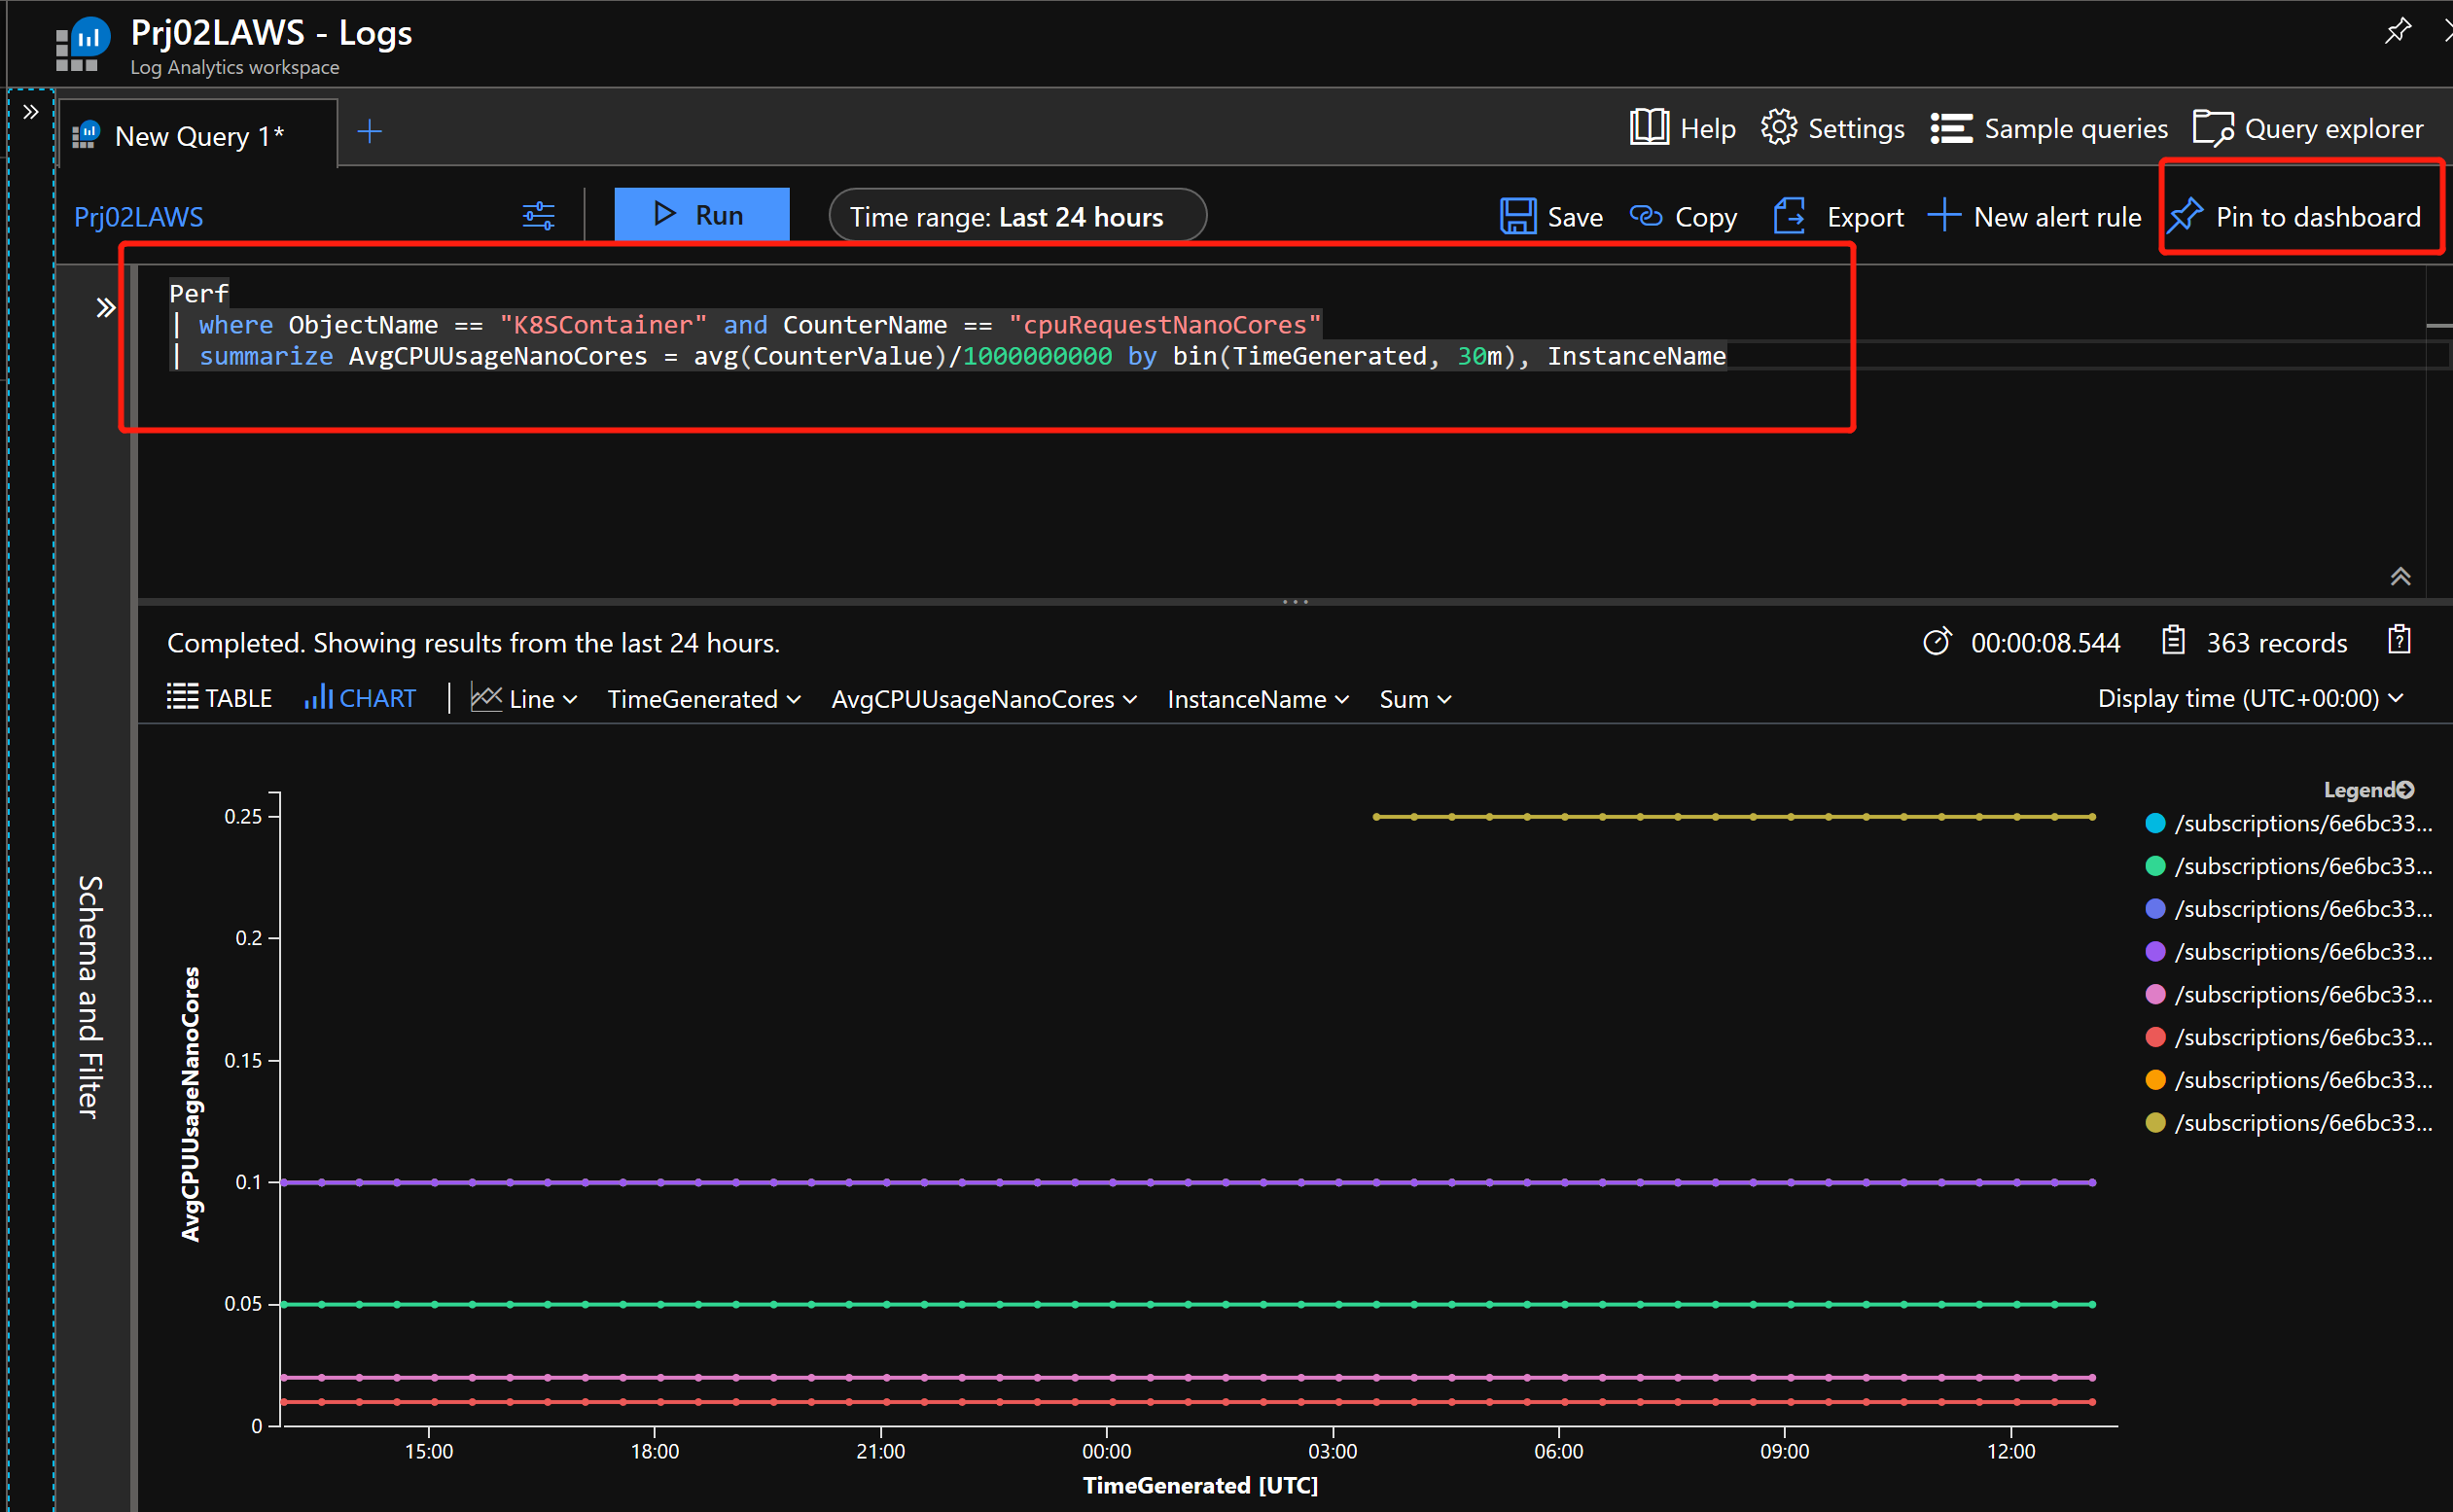 Prj02LAWS - Logs
Log Analytics workspace
New Query 1*
Help
Settings
Sample queries
Query explorer
Prj02LAWS
Run
Time range: Last 24 hours
Save
Copy
Export
New alert rule
Pin to dashboard
Perf
| where ObjectName == "K8SContainer" and CounterName == "cpuRequestNanoCores"
| summarize AvgCPUUsageNanoCores = avg(CounterValue)/1000000000 by bin(TimeGenerated, 30m), InstanceName
Schema and Filter
Completed. Showing results from the last 24 hours.
00:00:08.544
363 records
TABLE
CHART
Line
TimeGenerated
AvgCPUUsageNanoCores
InstanceName
Sum
Display time (UTC+00:00)
AvgCPUUsageNanoCores
0.25
0.2
0.15
0.1
0.05
0
15:00
18:00
21:00
00:00
03:00
06:00
09:00
12:00
TimeGenerated [UTC]
Legend
/subscriptions/6e6bc33...
/subscriptions/6e6bc33...
/subscriptions/6e6bc33...
/subscriptions/6e6bc33...
/subscriptions/6e6bc33...
/subscriptions/6e6bc33...
/subscriptions/6e6bc33...
/subscriptions/6e6bc33...